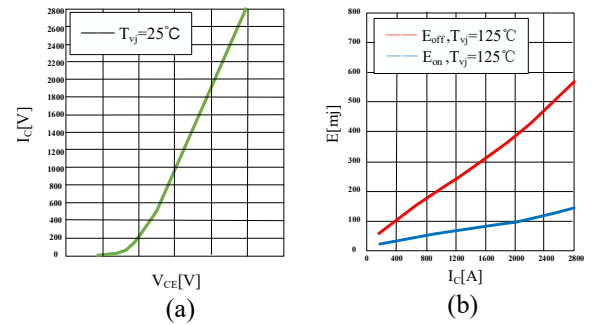 T_vj=25℃
2800
2600
2400
2200
2000
1800
1600
1400
1200
1000
800
600
400
200
0
I_C[V]
V_CE[V]
(a)
E_off,T_vj=125℃
E_on,T_vj=125℃
800
700
600
500
400
300
200
100
0
E[mj]
0 400 800 1200 1600 2000 2400 2800
I_C[A]
(b)